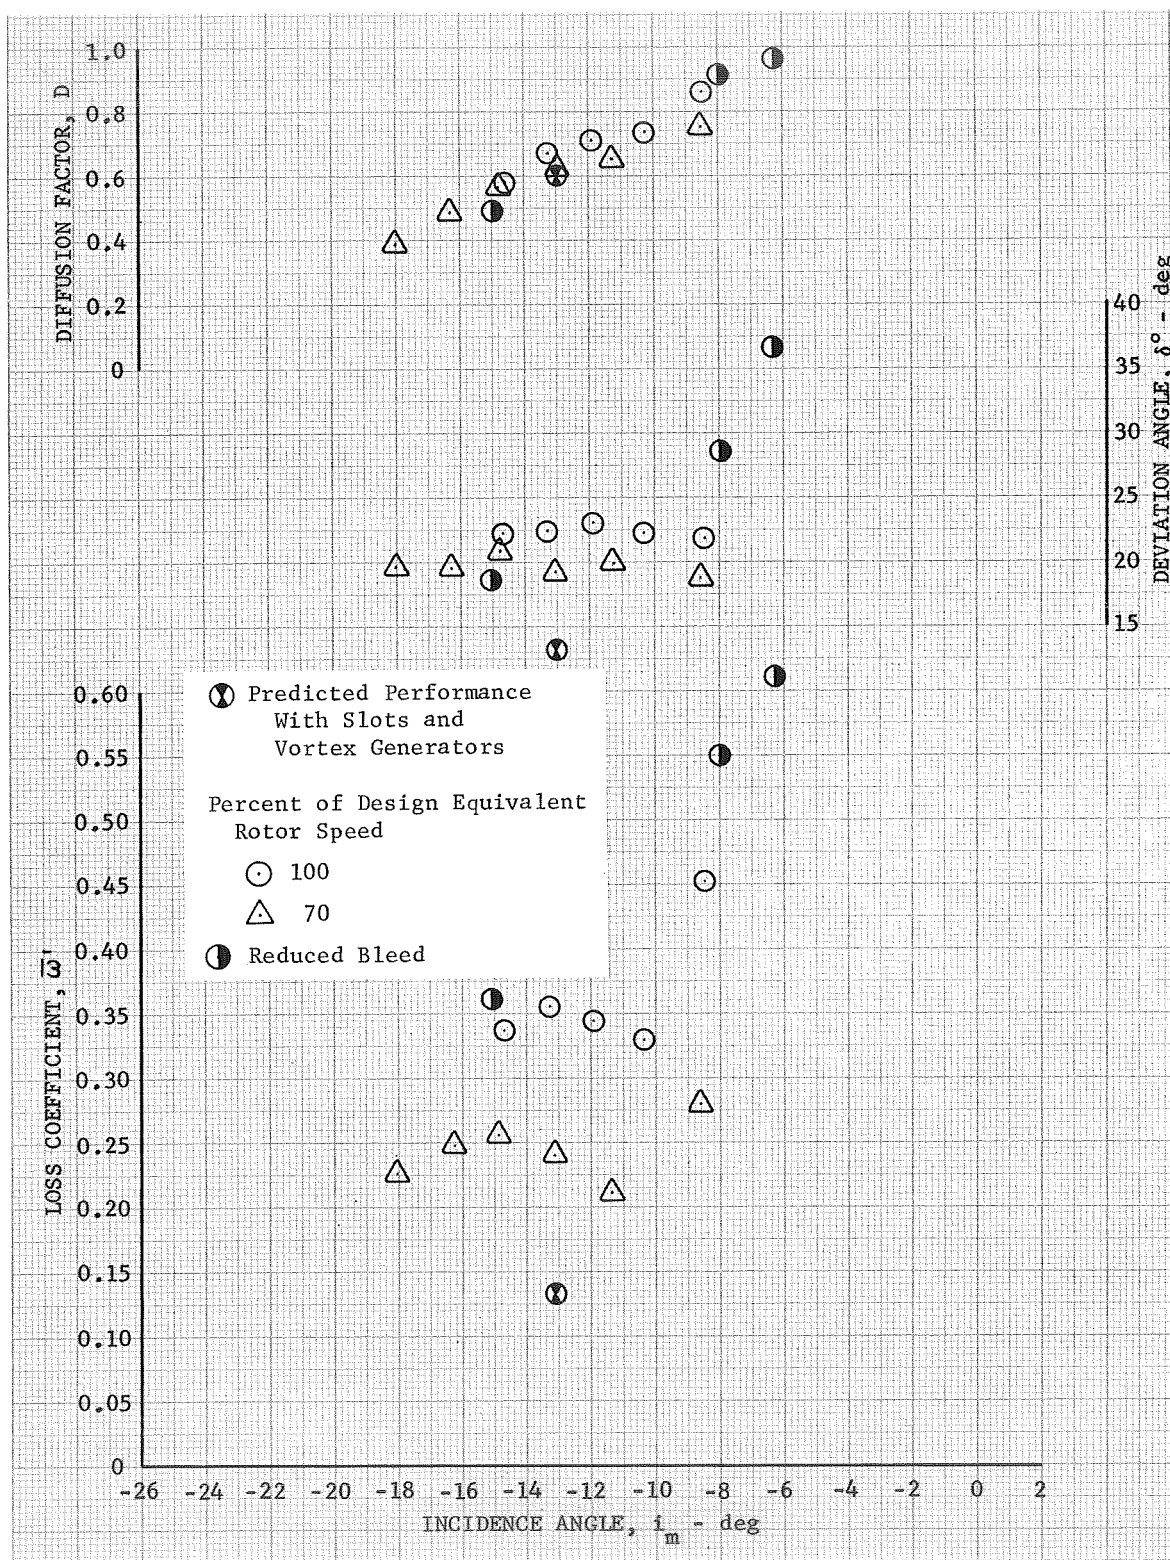 DIFFUSION FACTOR, D
1.0
0.8
0.6
0.4
0.2
0
DEVIATION ANGLE, δ° - deg
40
35
30
25
20
15
Predicted Performance
With Slots and
Vortex Generators
Percent of Design Equivalent
Rotor Speed
100
70
Reduced Bleed
LOSS COEFFICIENT, ω̅'
0.60
0.55
0.50
0.45
0.40
0.35
0.30
0.25
0.20
0.15
0.10
0.05
0
-26 -24 -22 -20 -18 -16 -14 -12 -10 -8 -6 -4 -2 0 2
INCIDENCE ANGLE, i_m - deg